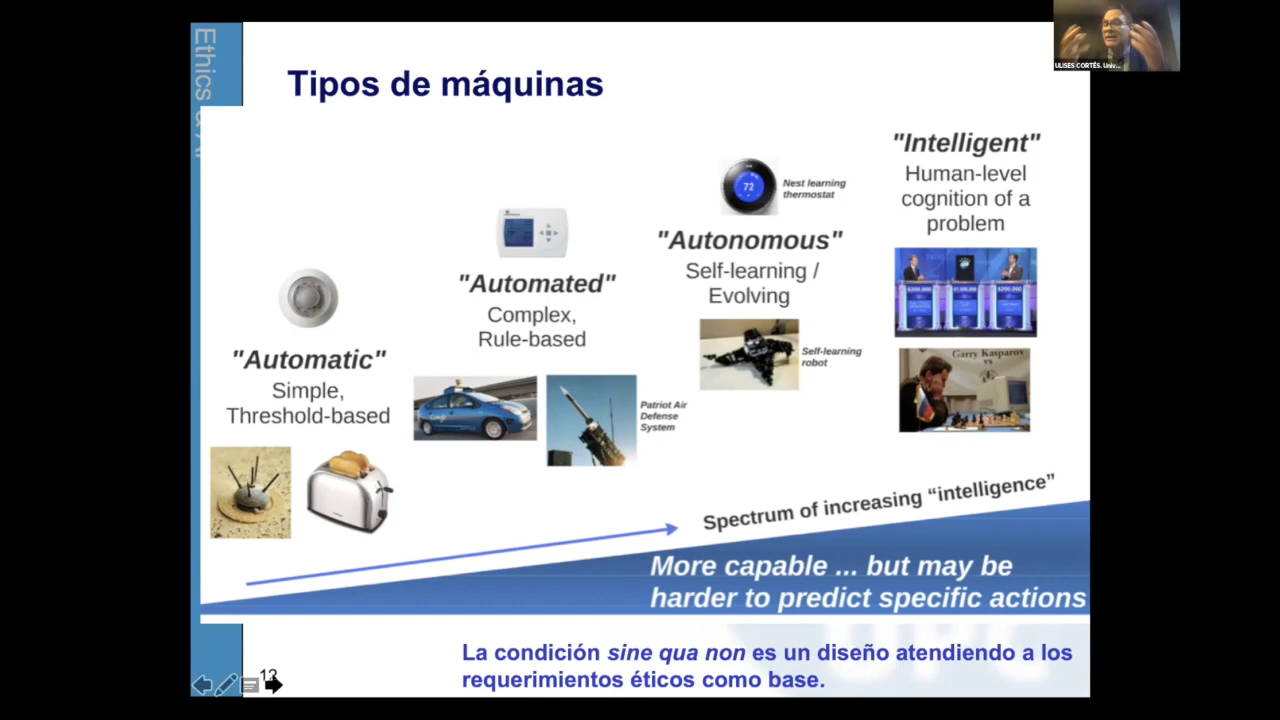 Ethics
Tipos de máquinas
ULISES CORTÉS. Univ...
"Intelligent"
Human-level
cognition of a
problem
72
Nest learning
thermostat
"Autonomous"
Self-learning /
Evolving
Self-learning
robot
"Automated"
Complex,
Rule-based
Patriot Air
Defense
System
"Automatic"
Simple,
Threshold-based
Garry Kasparov
vs
Spectrum of increasing “intelligence”
More capable ... but may be
harder to predict specific actions
La condición sine qua non es un diseño atendiendo a los
requerimientos éticos como base.